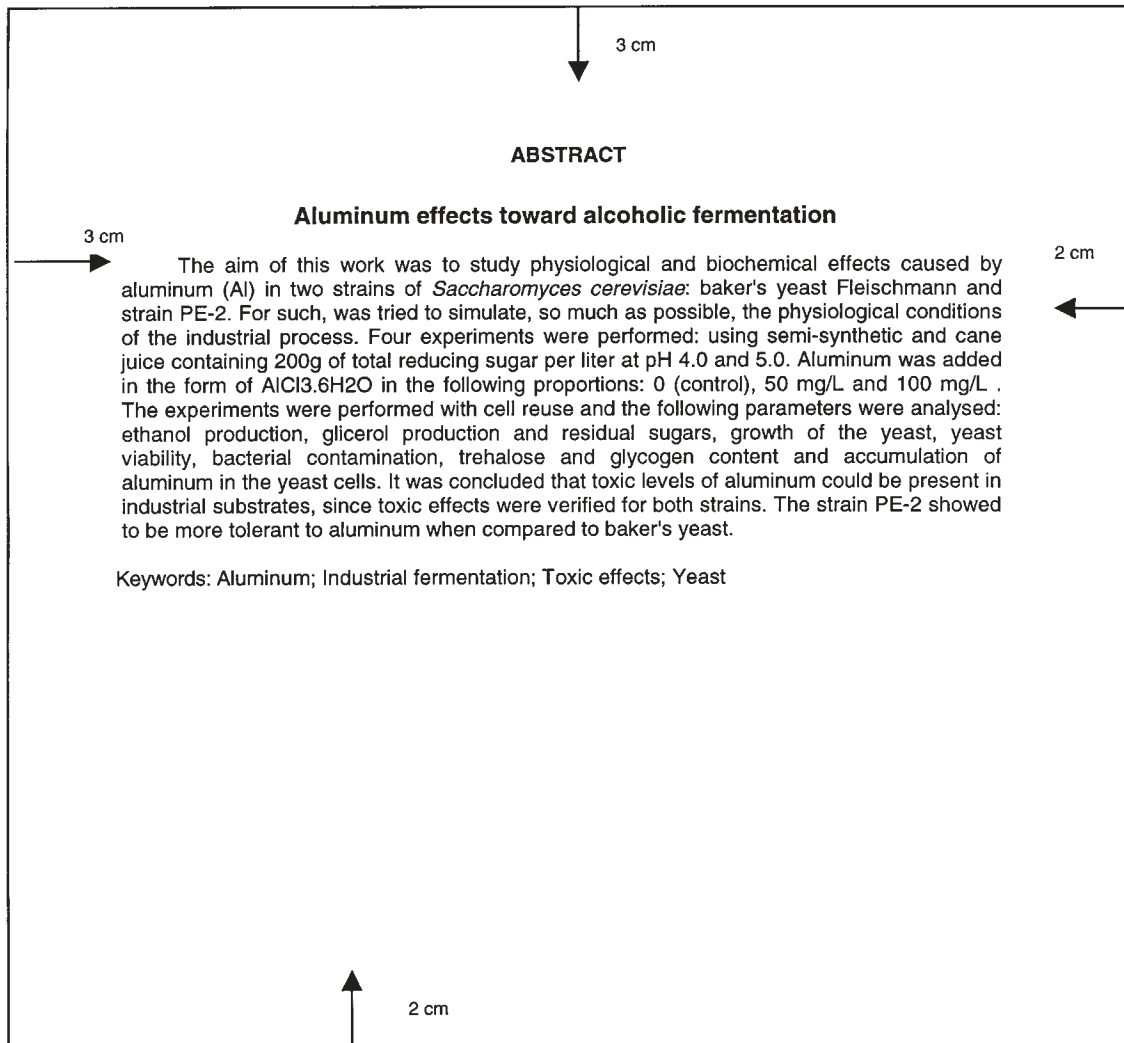 3 cm
ABSTRACT
Aluminum effects toward alcoholic fermentation
3 cm
2 cm
The aim of this work was to study physiological and biochemical effects caused by
aluminum (Al) in two strains of Saccharomyces cerevisiae: baker's yeast Fleischmann and
strain PE-2. For such, was tried to simulate, so much as possible, the physiological conditions
of the industrial process. Four experiments were performed: using semi-synthetic and cane
juice containing 200g of total reducing sugar per liter at pH 4.0 and 5.0. Aluminum was added
in the form of AlCl3.6H2O in the following proportions: 0 (control), 50 mg/L and 100 mg/L .
The experiments were performed with cell reuse and the following parameters were analysed:
ethanol production, glicerol production and residual sugars, growth of the yeast, yeast
viability, bacterial contamination, trehalose and glycogen content and accumulation of
aluminum in the yeast cells. It was concluded that toxic levels of aluminum could be present in
industrial substrates, since toxic effects were verified for both strains. The strain PE-2 showed
to be more tolerant to aluminum when compared to baker's yeast.
Keywords: Aluminum; Industrial fermentation; Toxic effects; Yeast
2 cm